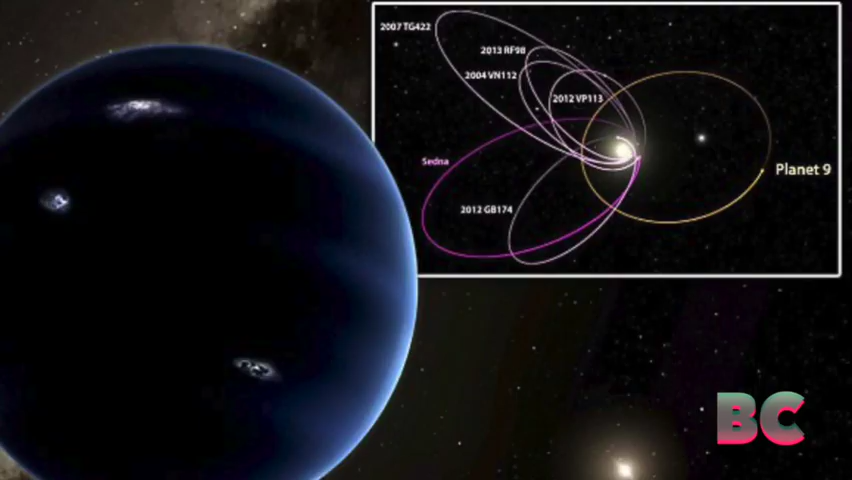 2007 TG422
2013 RF98
2004 VN112
2012 VP113
Sedna
Planet 9
2012 GB174
BC